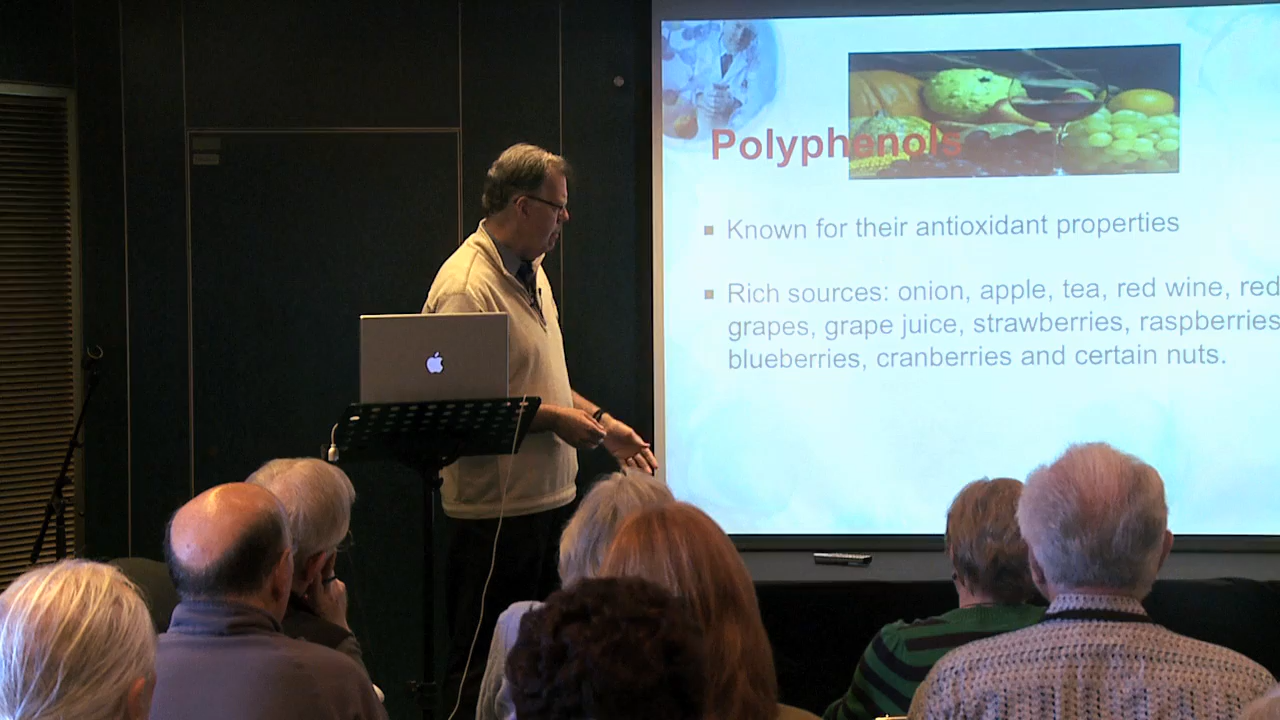 Polyphenols
Known for their antioxidant properties
Rich sources: onion, apple, tea, red wine, red
grapes, grape juice, strawberries, raspberries
blueberries, cranberries and certain nuts.